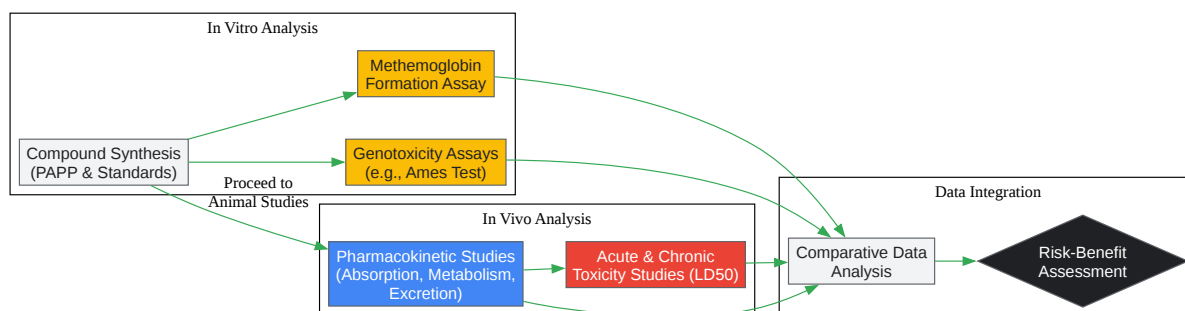 In Vitro Analysis
Methemoglobin
Formation Assay
Compound Synthesis
(PAPP & Standards)
Genotoxicity Assays
(e.g., Ames Test)
Proceed to
Animal Studies
In Vivo Analysis
Pharmacokinetic Studies
(Absorption, Metabolism,
Excretion)
Acute & Chronic
Toxicity Studies (LD50)
Data Integration
Comparative Data
Analysis
Risk-Benefit
Assessment